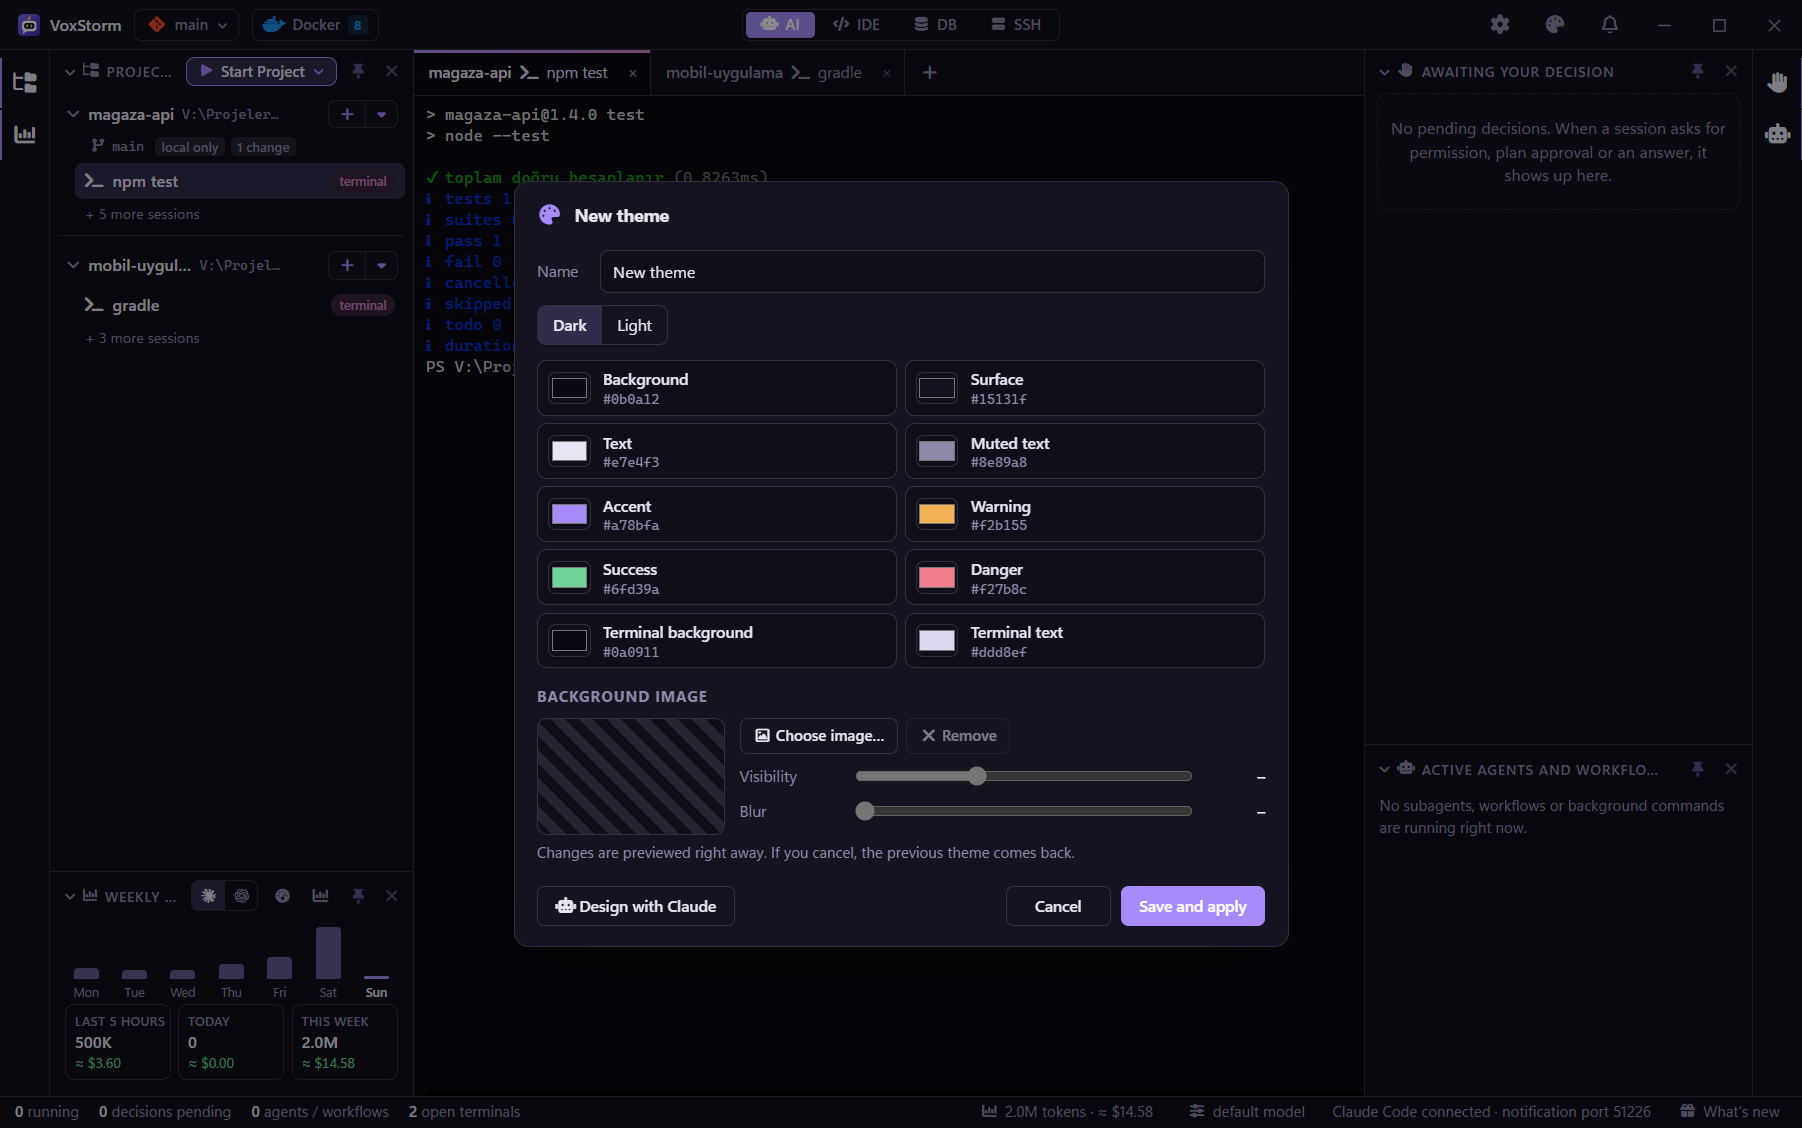 VoxStorm
main
Docker 8
AI
IDE
DB
SSH
PROJEC...
Start Project
magaza-api V:\Projeler...
main local only 1 change
npm test terminal
+ 5 more sessions
mobil-uygul... V:\Projel...
gradle terminal
+ 3 more sessions
magaza-api npm test
mobil-uygulama gradle
> magaza-api@1.4.0 test
> node --test
✓ toplam doğru hesaplanır (0.8263ms)
i tests 1
i suites
i pass 1
i fail 0
i cancelle
i skipped
i todo 0
i duration
PS V:\Proj
New theme
Name New theme
Dark Light
Background
#0b0a12
Surface
#15131f
Text
#e7e4f3
Muted text
#8e89a8
Accent
#a78bfa
Warning
#f2b155
Success
#6fd39a
Danger
#f27b8c
Terminal background
#0a0911
Terminal text
#ddd8ef
BACKGROUND IMAGE
Choose image... Remove
Visibility –
Blur –
Changes are previewed right away. If you cancel, the previous theme comes back.
Design with Claude Cancel Save and apply
AWAITING YOUR DECISION
No pending decisions. When a session asks for
permission, plan approval or an answer, it
shows up here.
ACTIVE AGENTS AND WORKFLO...
No subagents, workflows or background commands
are running right now.
WEEKLY ...
Mon Tue Wed Thu Fri Sat Sun
LAST 5 HOURS
500K
≈ $3.60
TODAY
0
≈ $0.00
THIS WEEK
2.0M
≈ $14.58
0 running 0 decisions pending 0 agents / workflows 2 open terminals
2.0M tokens · ≈ $14.58 default model Claude Code connected · notification port 51226 What's new